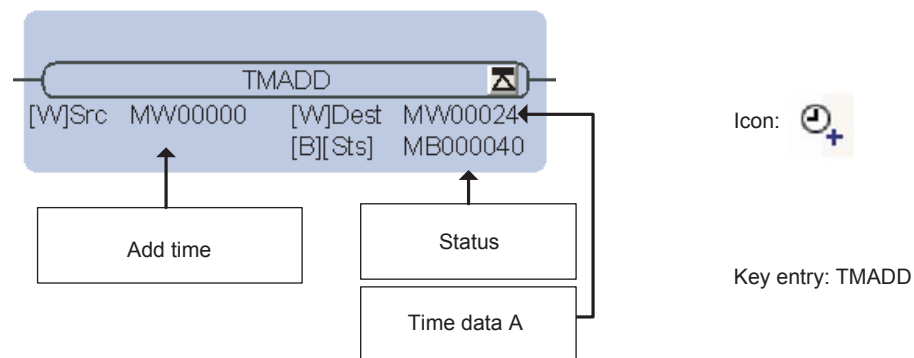 TMADD
[W]Src MW00000 [W]Dest MW00024
[B][Sts] MB000040
Icon:
Add time
Status
Key entry: TMADD
Time data A